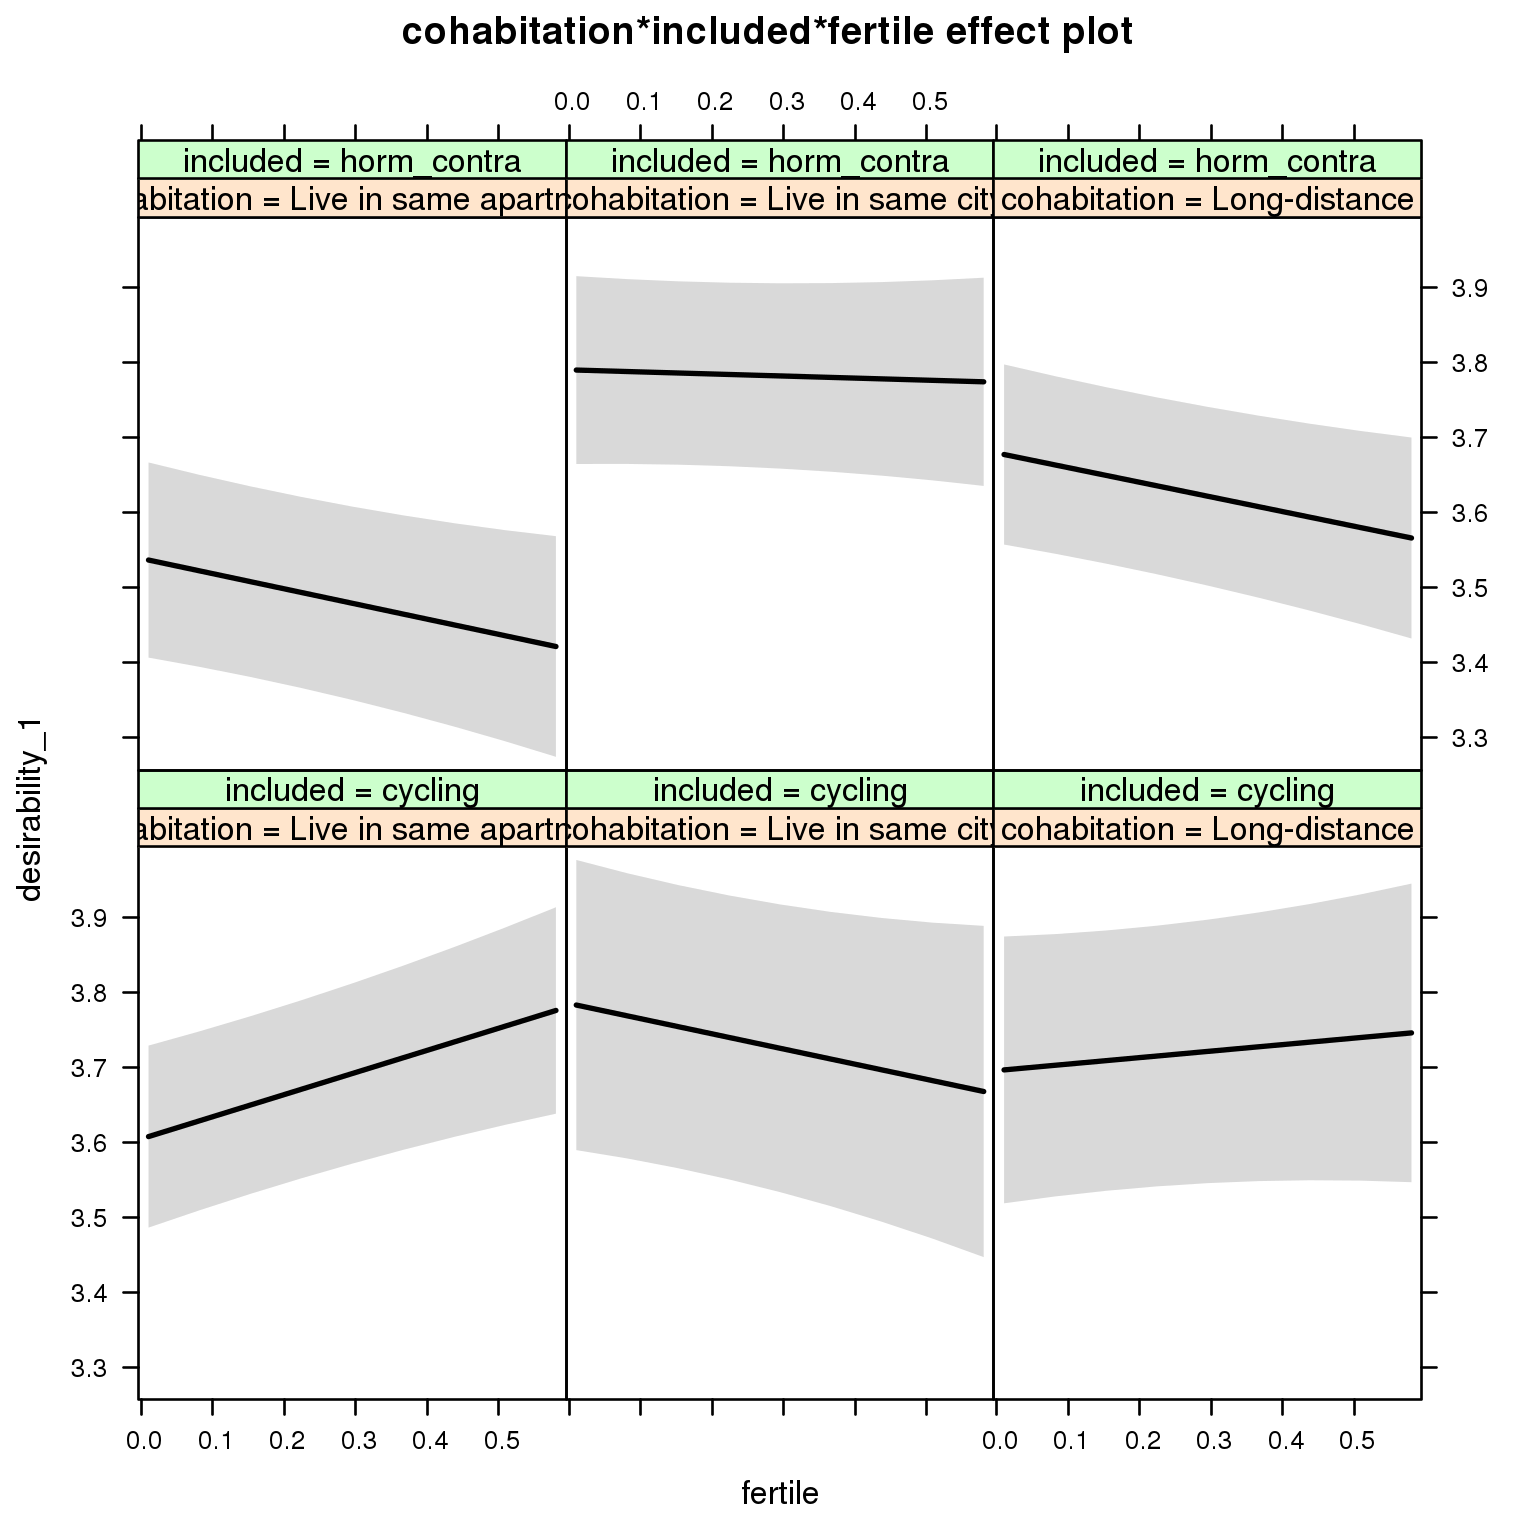 cohabitation*included*fertile effect plot
0.0 0.1 0.2 0.3 0.4 0.5
included = horm_contra included = horm_contra included = horm_contra
abitation = Live in same apartr cohabitation = Live in same city cohabitation = Long-distance
3.9
3.8
3.7
3.6
3.5
3.4
3.3
desirability_1
included = cycling included = cycling included = cycling
abitation = Live in same apartr cohabitation = Live in same city cohabitation = Long-distance
3.9
3.8
3.7
3.6
3.5
3.4
3.3
0.0 0.1 0.2 0.3 0.4 0.5 0.0 0.1 0.2 0.3 0.4 0.5
fertile